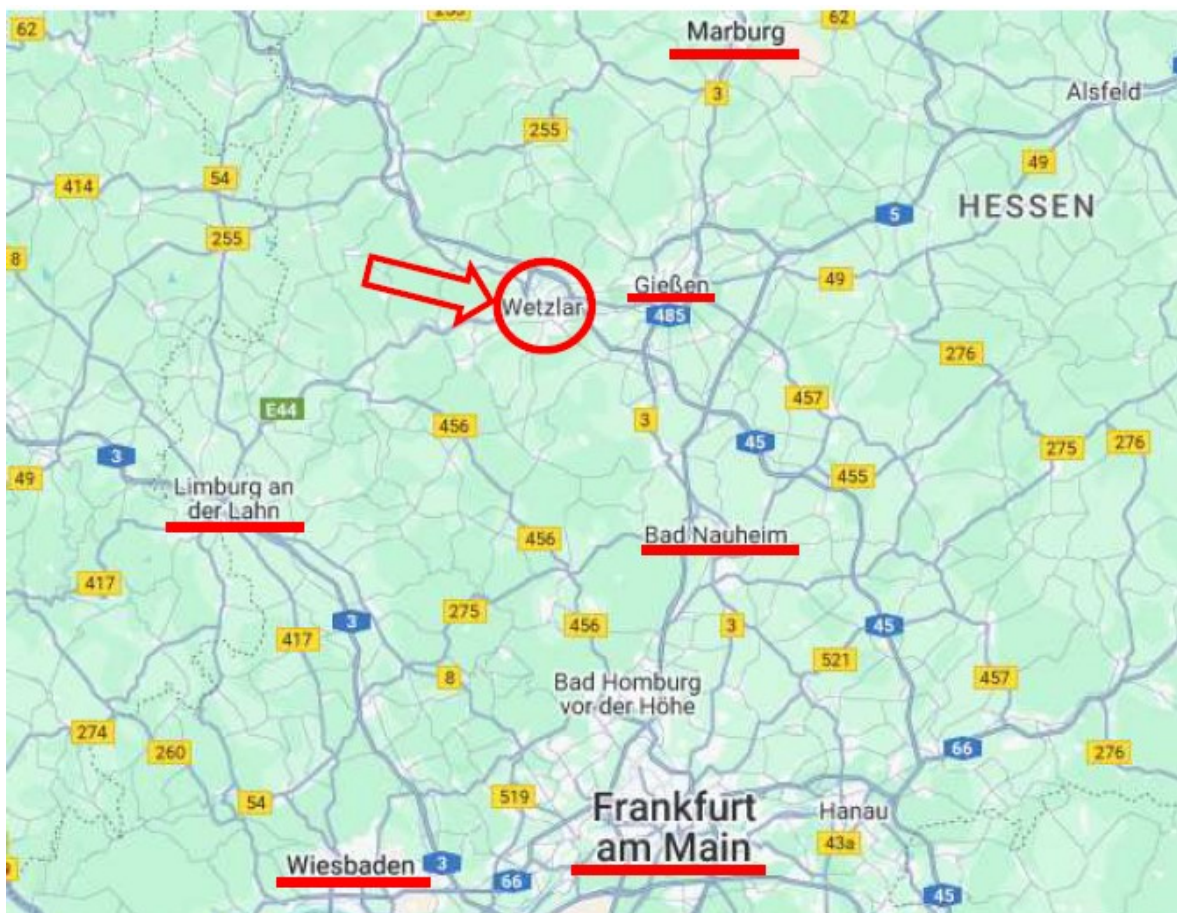 62
255
Marburg
62
3
Alsfeld
255
49
414
54
HESSEN
5
255
8
Gießen
49
Wetzlar
485
276
457
E44
3
456
45
275
276
3
49
455
Limburg an
der Lahn
456
Bad Nauheim
417
275
3
417
456
3
45
521
8
457
Bad Homburg
vor der Höhe
274
260
66
276
54
519
Frankfurt
am Main
Hanau
43a
Wiesbaden
3
66
45